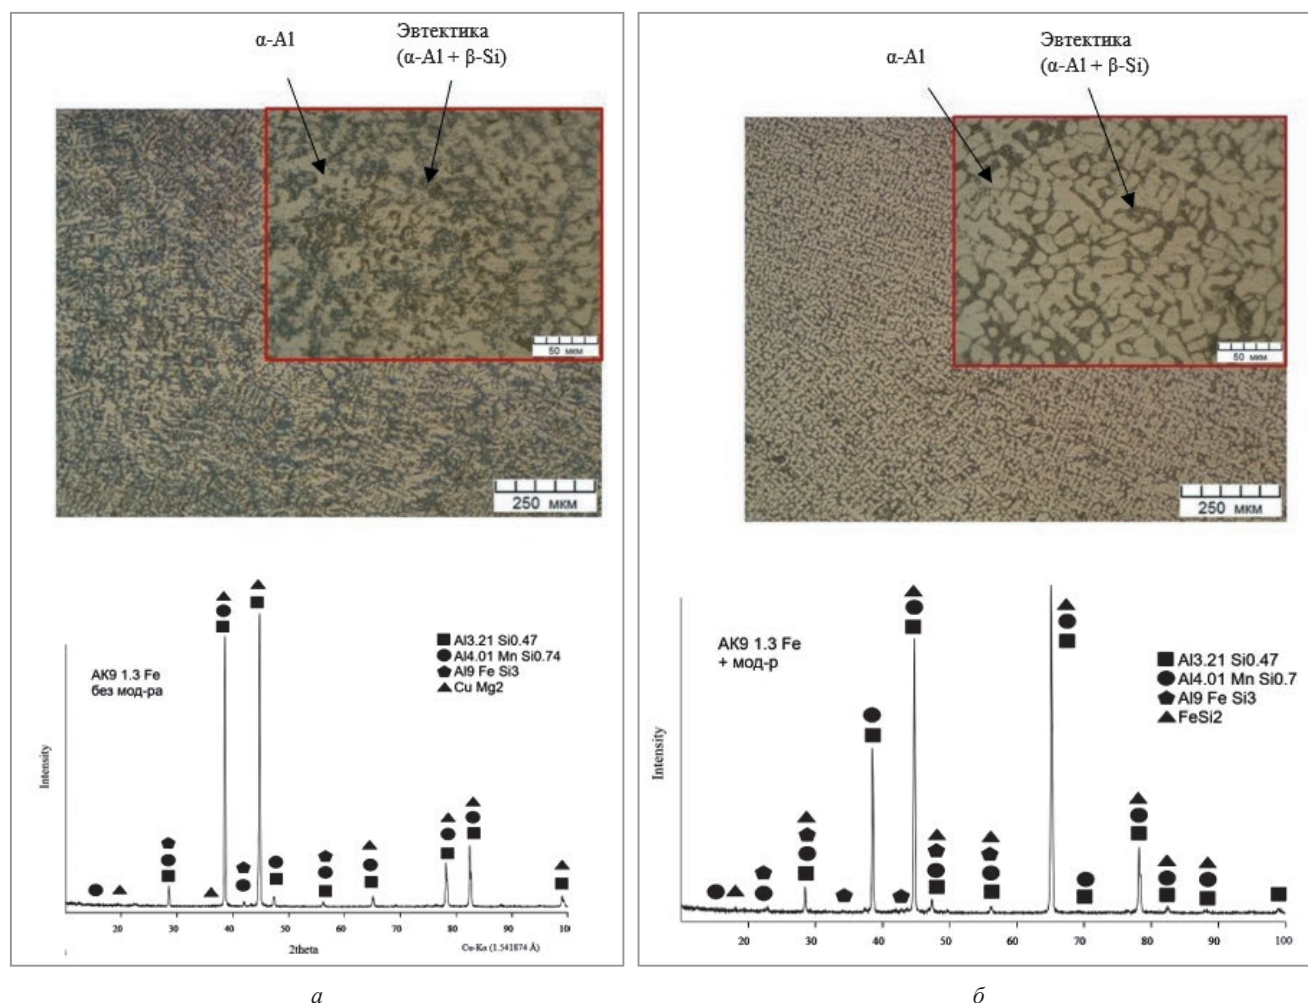 α-Al
Эвтектика
(α-Al + β-Si)
50 мкм
250 мкм
АК9 1.3 Fe
без мод-ра
Al3.21 Si0.47
Al4.01 Mn Si0.74
Al9 Fe Si3
Cu Mg2
Intensity
20 30 40 50 60 70 80 90
2theta
Cu-Kα (1.541874 Å)
а
α-Al
Эвтектика
(α-Al + β-Si)
50 мкм
250 мкм
АК9 1.3 Fe
+ мод-р
Al3.21 Si0.47
Al4.01 Mn Si0.7
Al9 Fe Si3
FeSi2
Intensity
20 30 40 50 60 70 80 90 100
б